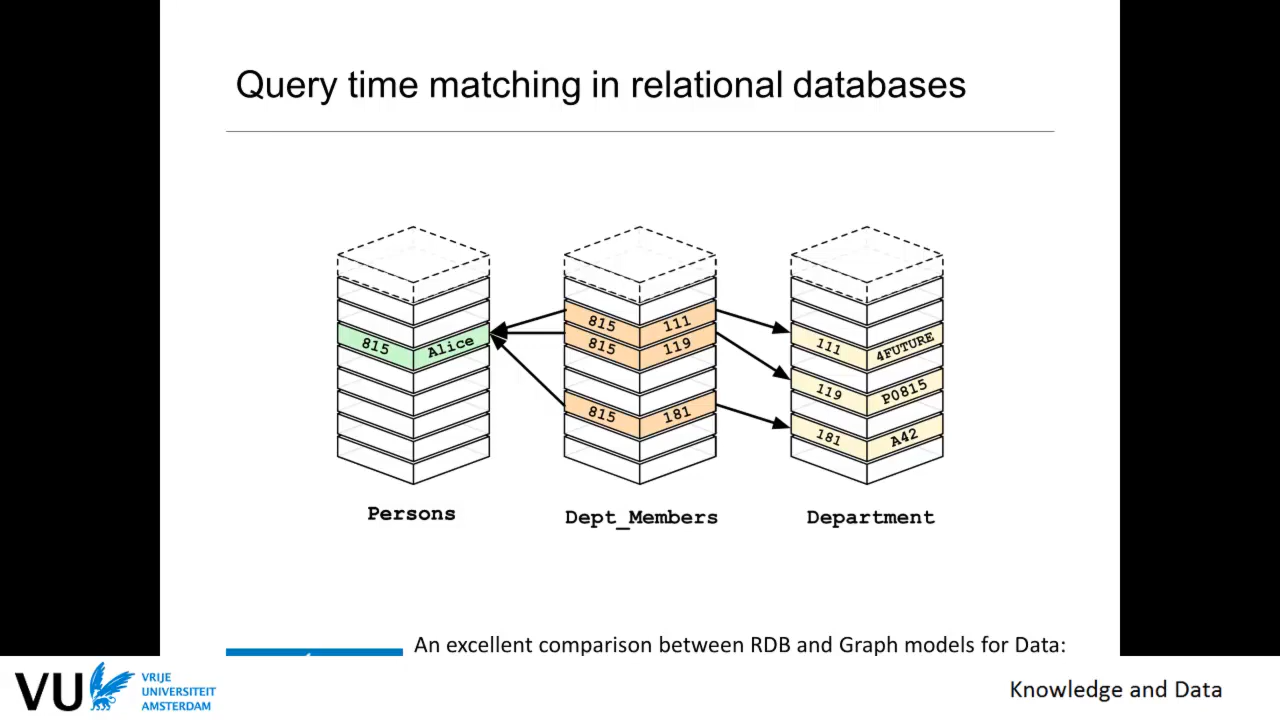 Query time matching in relational databases
815 Alice
815 111
815 119
815 181
111 4FUTURE
119 P0815
181 A42
Persons
Dept_Members
Department
An excellent comparison between RDB and Graph models for Data:
VU VRIJE
UNIVERSITEIT
AMSTERDAM
Knowledge and Data